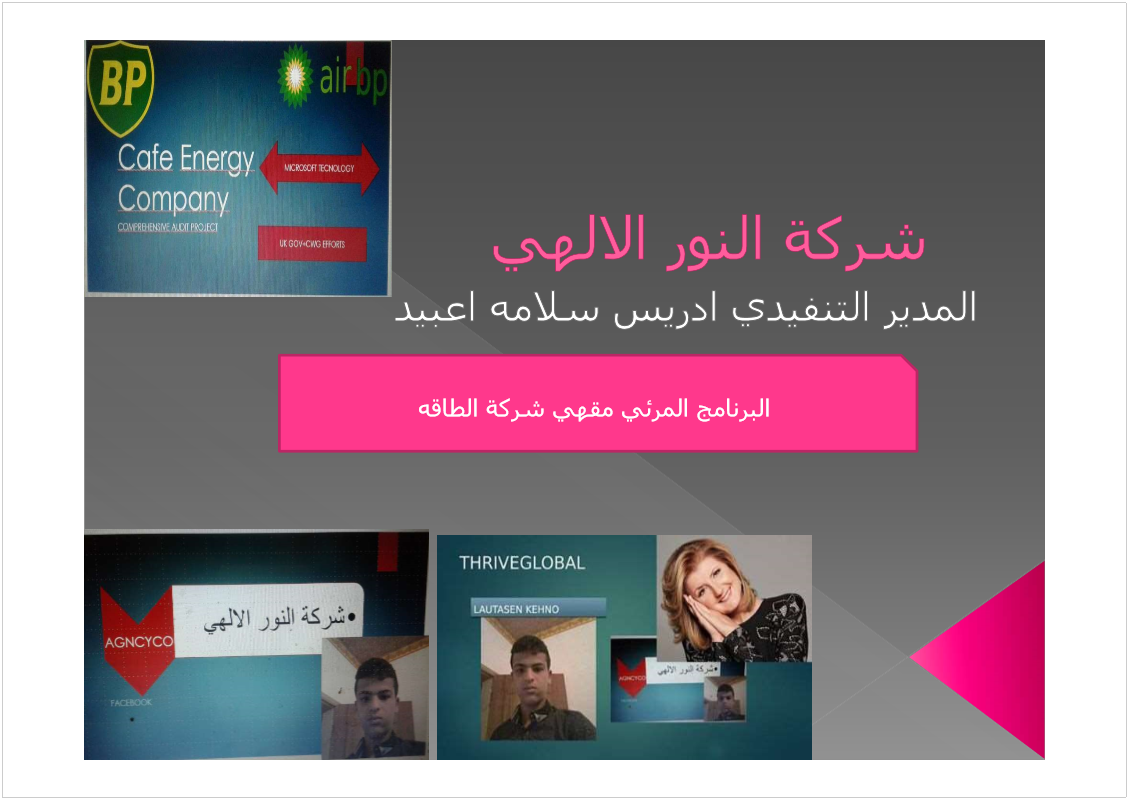 BP
air bp
Cafe Energy
Company
COMPREHENSIVE AUDIT PROJECT
MICROSOFT TECNOLOGY
UK GOV+CWG EFFORTS
شركة النور الالهي
المدير التنفيدي ادريس سلامه اعبيد
البرنامج المرئي مقهي شركة الطاقه
AGNCYCO
•شركة النور الالهي
FACEBOOK
THRIVEGLOBAL
LAUTASEN KEHNO
AGNCYCO
•شركة النور الالهي